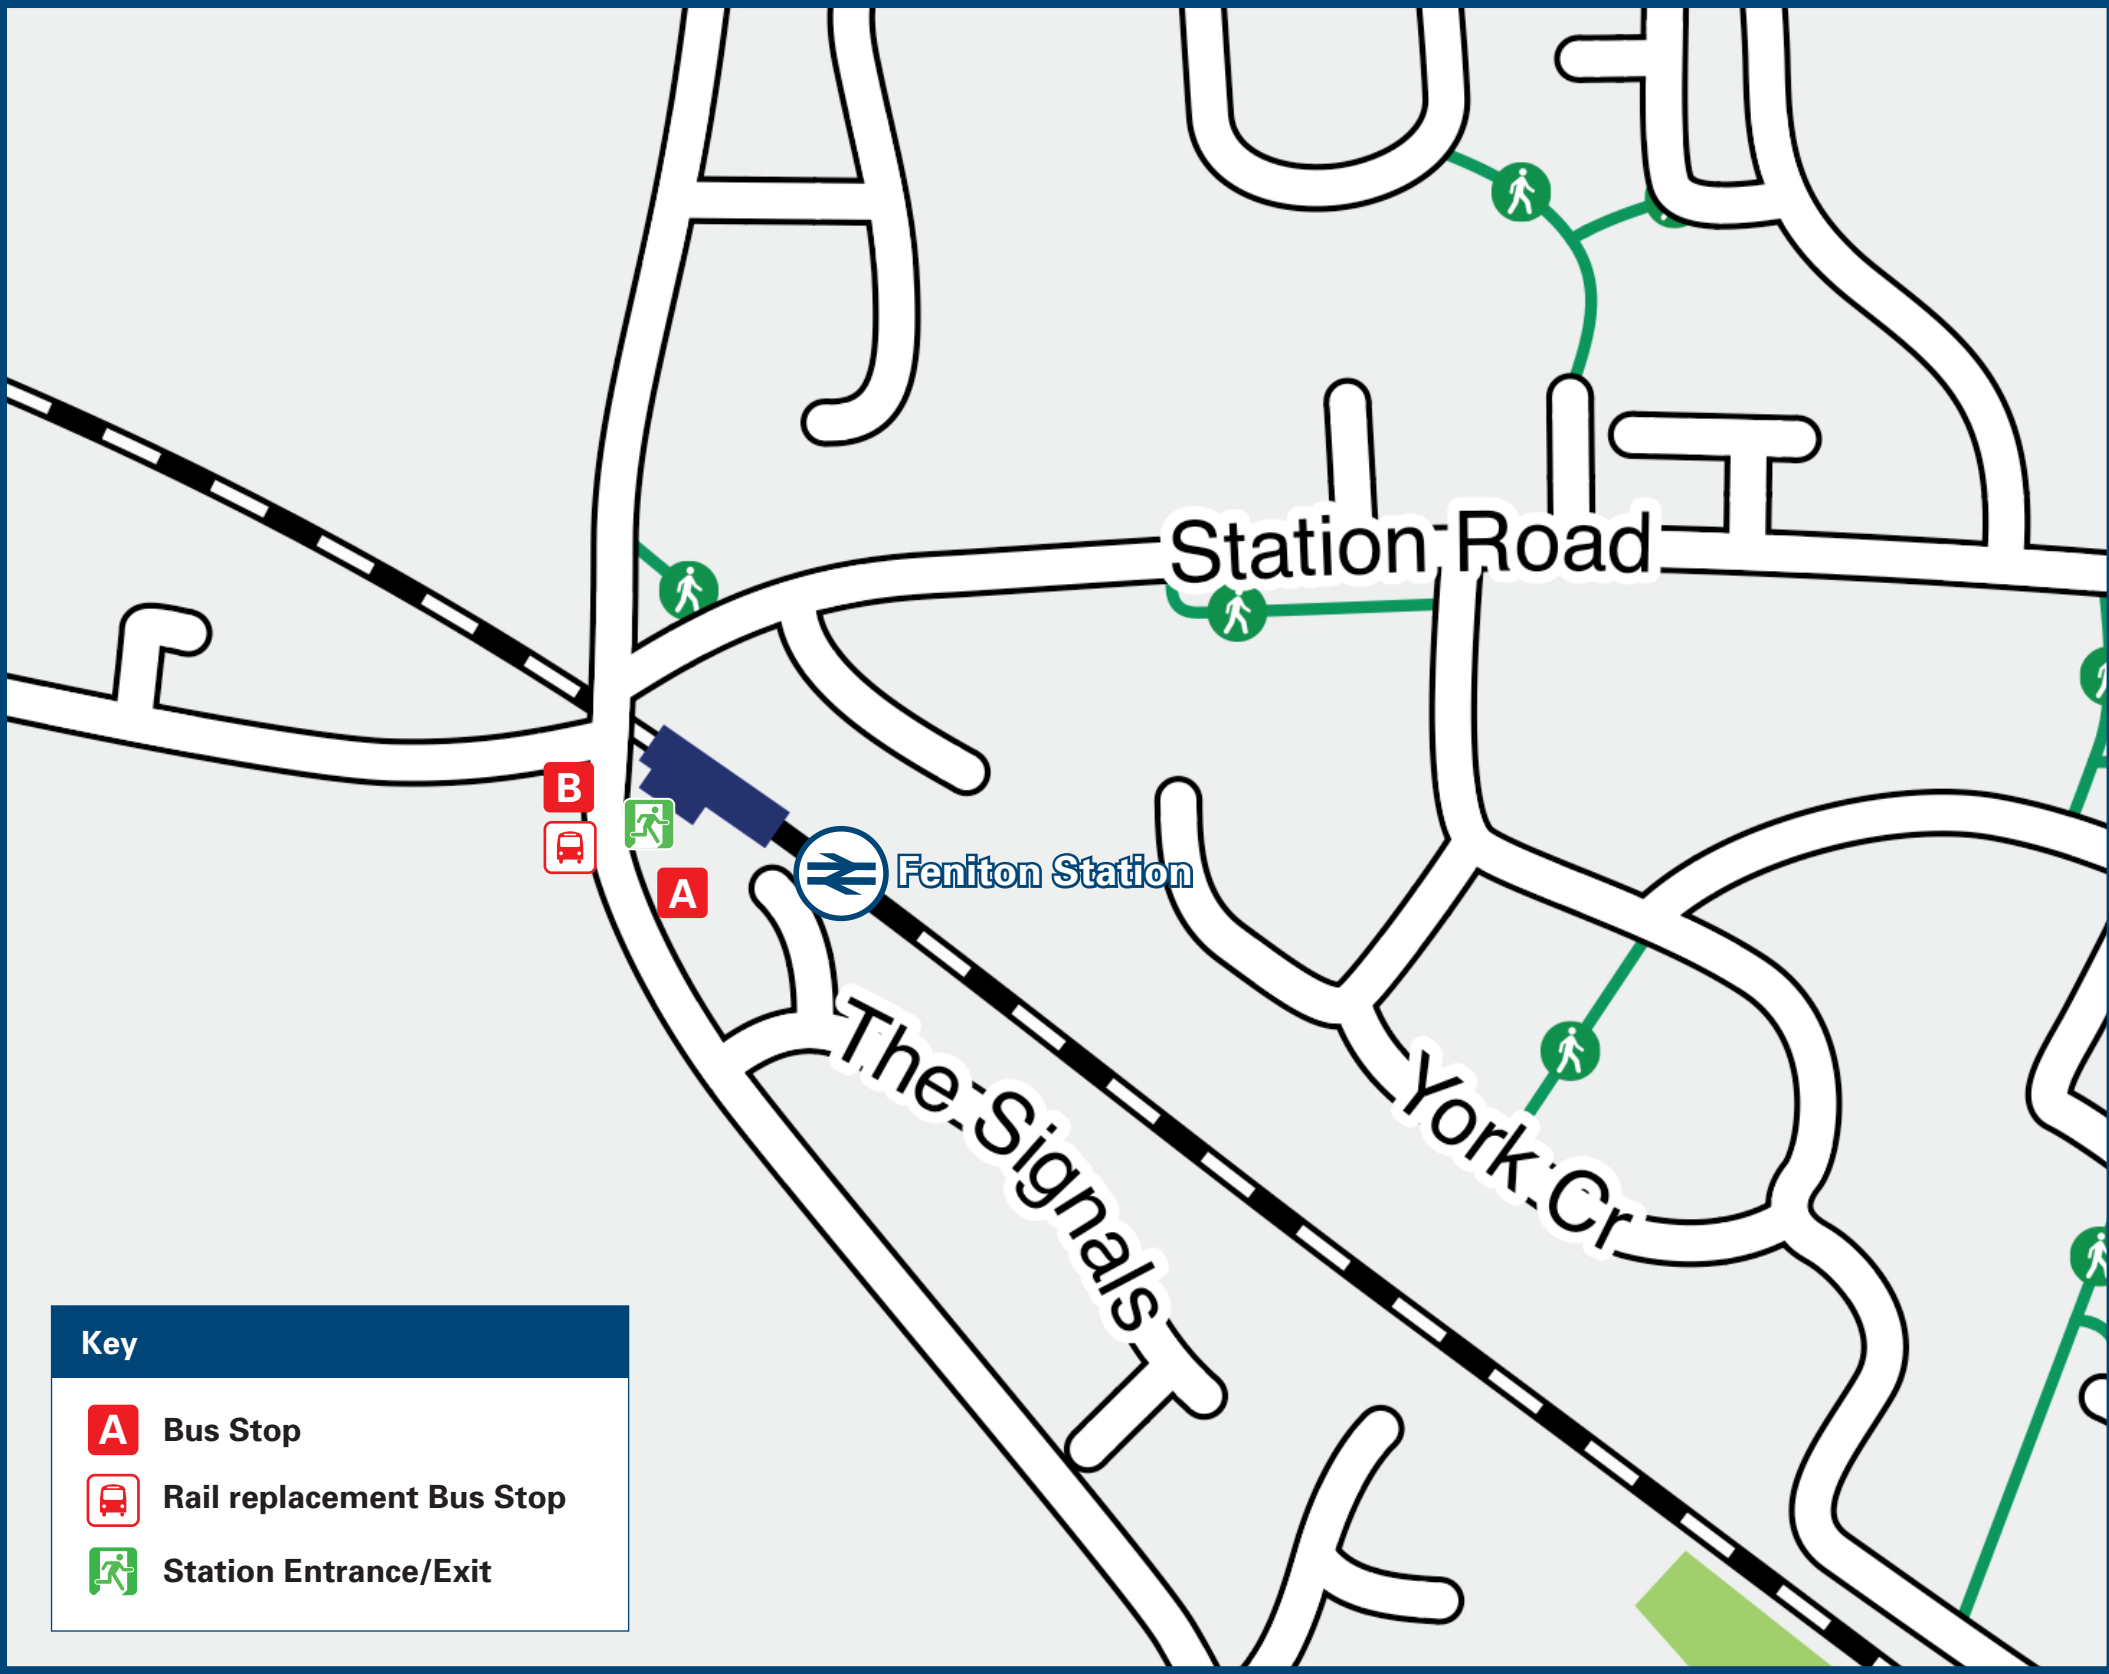 Station Road
B
A
Feniton Station
The Signals
York Cr
Key
A Bus Stop
Rail replacement Bus Stop
Station Entrance/Exit